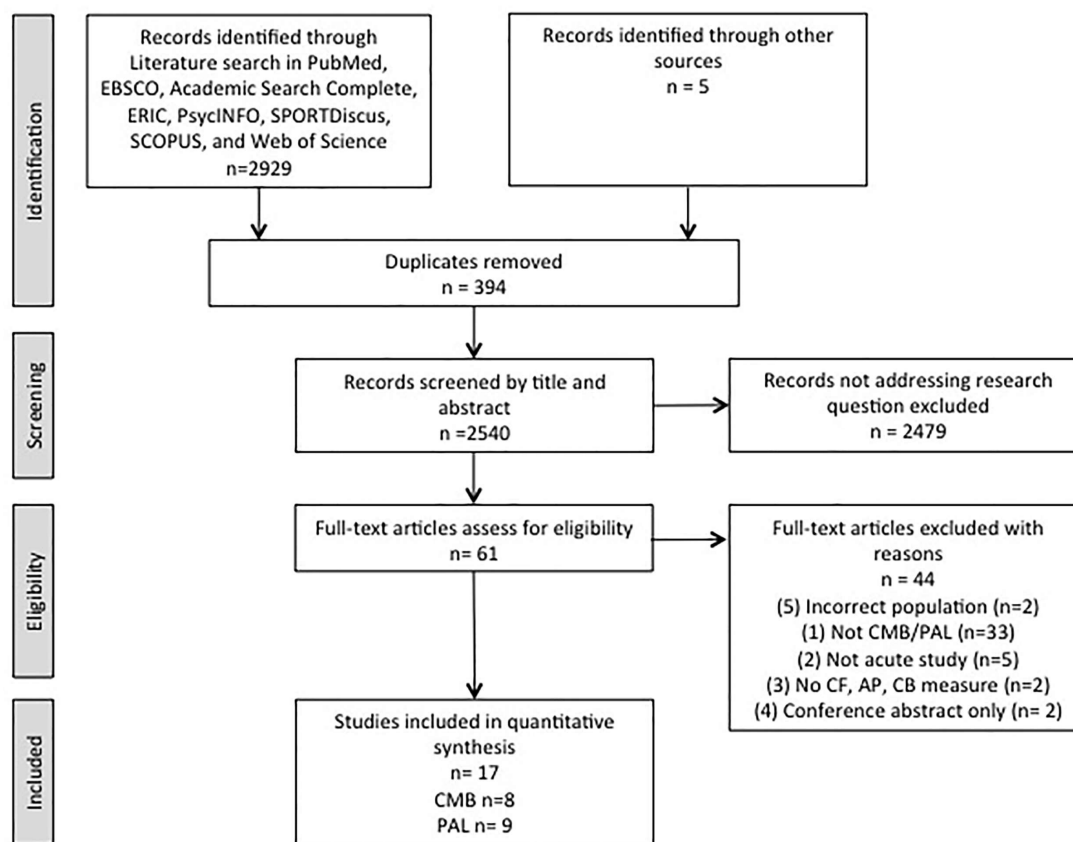 Identification
Records identified through
Literature search in PubMed,
EBSCO, Academic Search Complete,
ERIC, PsycINFO, SPORTDiscus,
SCOPUS, and Web of Science
n=2929
Records identified through other
sources
n = 5
Duplicates removed
n = 394
Screening
Records screened by title and
abstract
n =2540
Records not addressing research
question excluded
n = 2479
Eligibility
Full-text articles assess for eligibility
n= 61
Full-text articles excluded with
reasons
n = 44
(5) Incorrect population (n=2)
(1) Not CMB/PAL (n=33)
(2) Not acute study (n=5)
(3) No CF, AP, CB measure (n=2)
(4) Conference abstract only (n= 2)
Included
Studies included in quantitative
synthesis
n= 17
CMB n=8
PAL n= 9